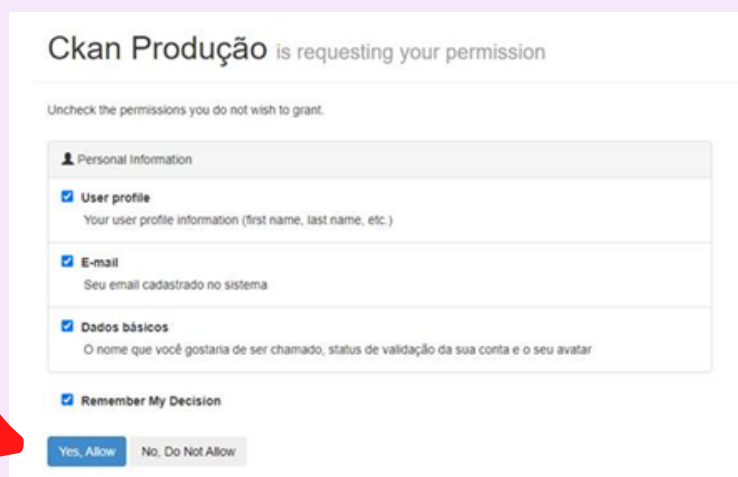 Ckan Produção is requesting your permission
Uncheck the permissions you do not wish to grant.
Personal Information
User profile
Your user profile information (first name, last name, etc.)
E-mail
Seu email cadastrado no sistema
Dados básicos
O nome que você gostaria de ser chamado, status de validação da sua conta e o seu avatar
Remember My Decision
Yes, Allow No, Do Not Allow